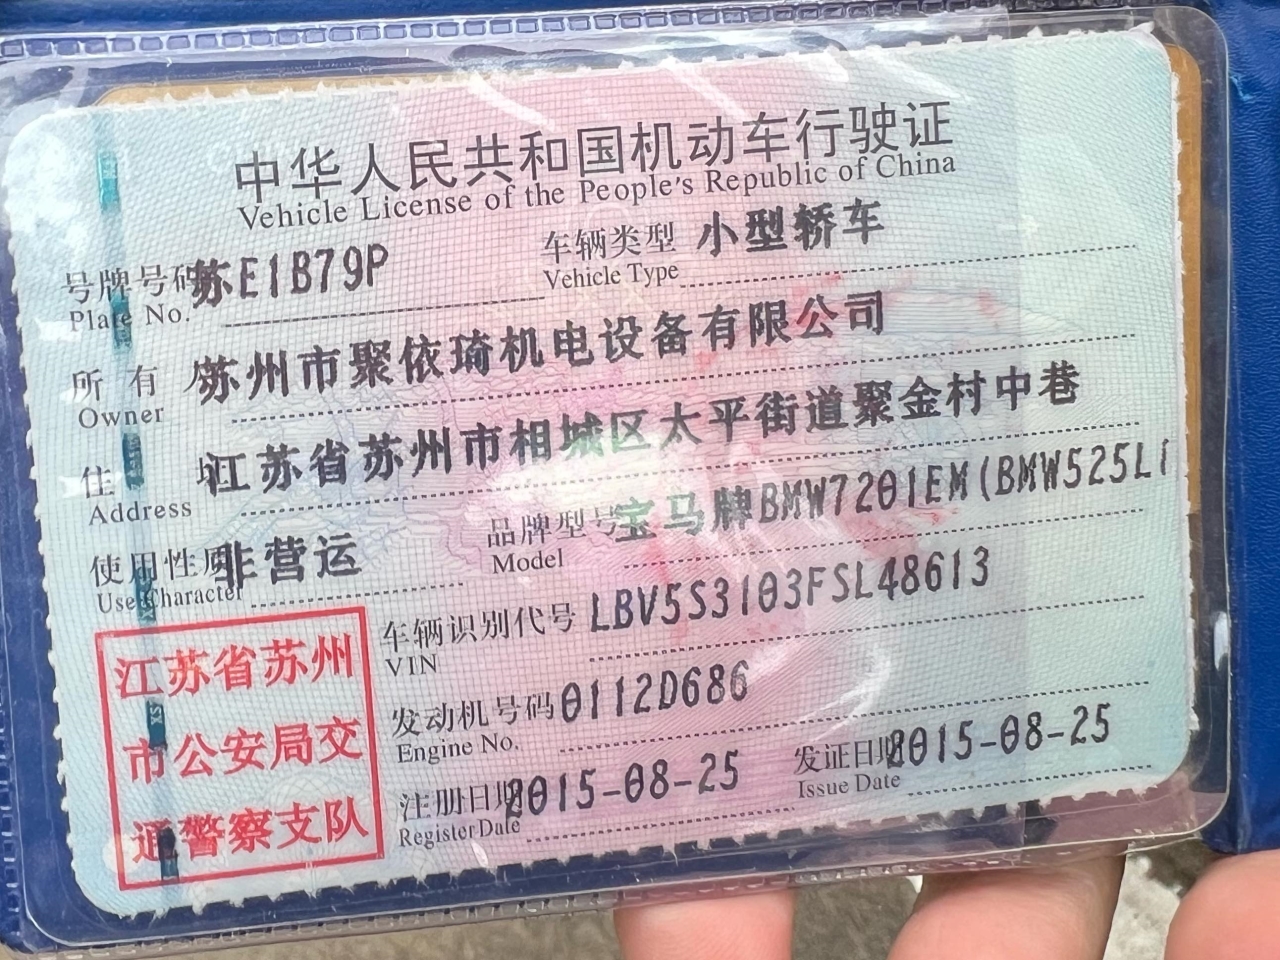 中华人民共和国机动车行驶证
Vehicle License of the People's Republic of China
号牌号码 苏E1B79P 车辆类型 小型轿车
Plate No. Vehicle Type
所有 苏州市聚依琦机电设备有限公司
Owner
住址 江苏省苏州市相城区太平街道聚金村中巷
Address
使用性质 非营运 品牌型号 宝马牌BMW7201EM(BMW525LI
Use Character Model
车辆识别代号 LBV5S3103FSL48613
VIN
发动机号码 0112D686
Engine No.
注册日期 2015-08-25 发证日期 2015-08-25
Register Date Issue Date
江苏省苏州
市公安局交
通警察支队